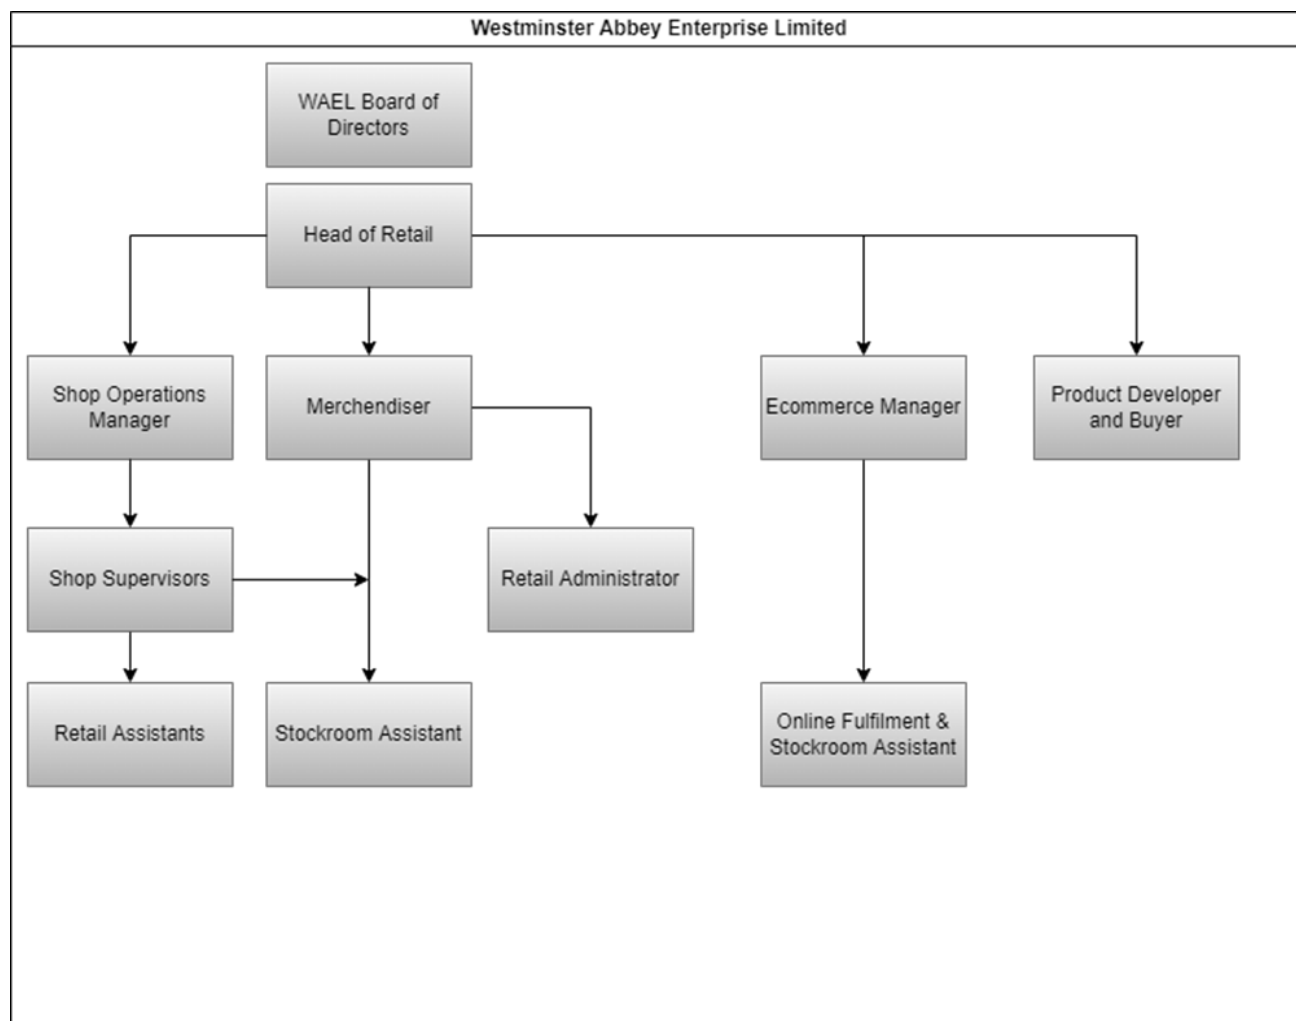 Westminster Abbey Enterprise Limited
WAEL Board of
Directors
Head of Retail
Shop Operations
Manager
Merchendiser
Ecommerce Manager
Product Developer
and Buyer
Shop Supervisors
Retail Administrator
Retail Assistants
Stockroom Assistant
Online Fulfilment &
Stockroom Assistant